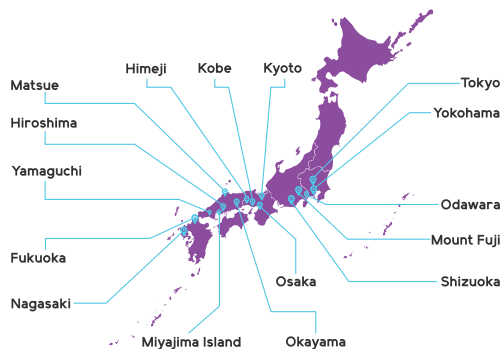 Himeji
Kobe
Kyoto
Matsue
Tokyo
Hiroshima
Yokohama
Yamaguchi
Odawara
Mount Fuji
Fukuoka
Osaka
Shizuoka
Nagasaki
Miyajima Island
Okayama